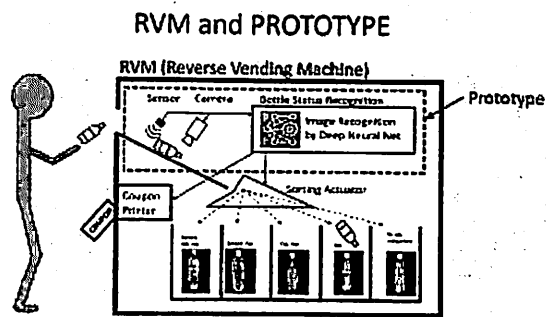 RVM and PROTOTYPE
RVM (Reverse Vending Machine)
Sensor Camera Bottle Status Recognition
Prototype
Image Recognition
by Deep Neural Net
Sorting Actuator
Coupon
Printer
COUPON